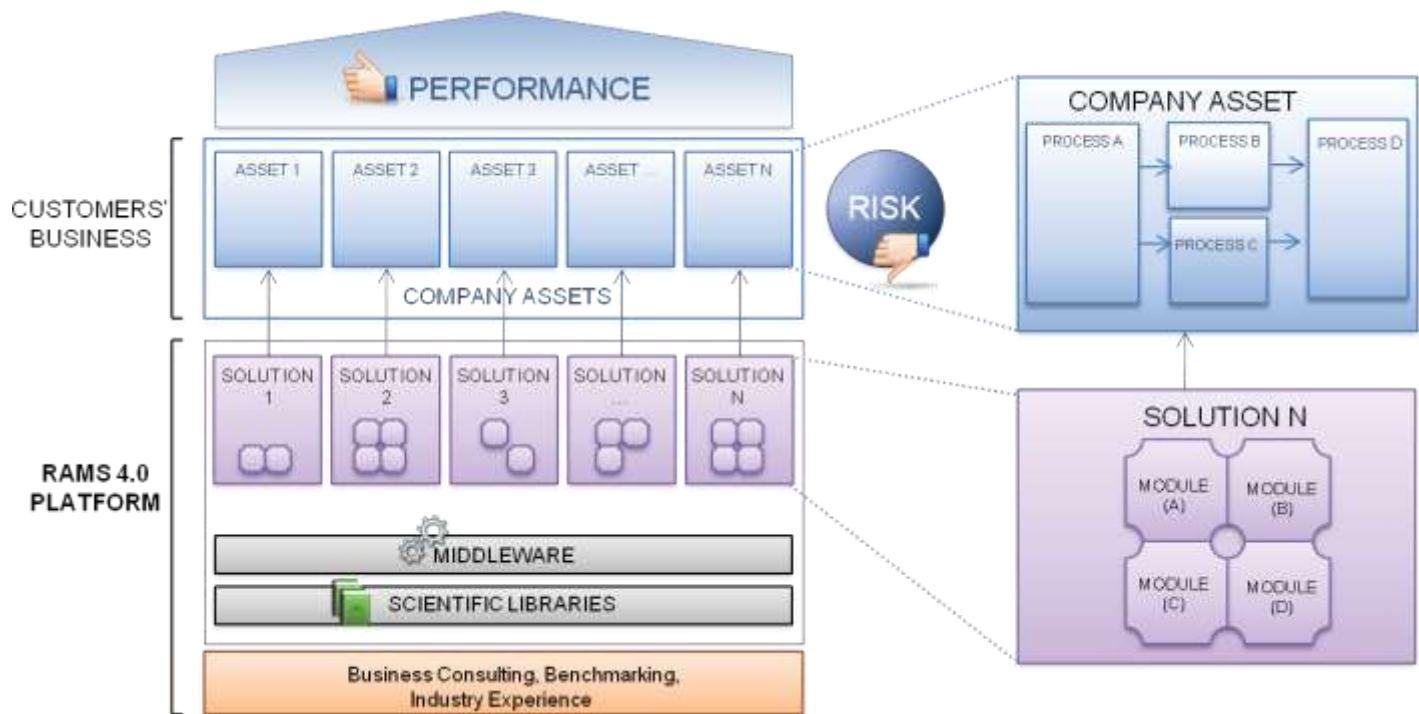 PERFORMANCE
CUSTOMERS'
BUSINESS
ASSET 1
ASSET 2
ASSET 3
ASSET ...
ASSET N
COMPANY ASSETS
RISK
COMPANY ASSET
PROCESS A
PROCESS B
PROCESS C
PROCESS D
RAMS 4.0
PLATFORM
SOLUTION
1
SOLUTION
2
SOLUTION
3
SOLUTION
...
SOLUTION
N
MIDDLEWARE
SCIENTIFIC LIBRARIES
Business Consulting, Benchmarking,
Industry Experience
SOLUTION N
MODULE
(A)
MODULE
(B)
MODULE
(C)
MODULE
(D)